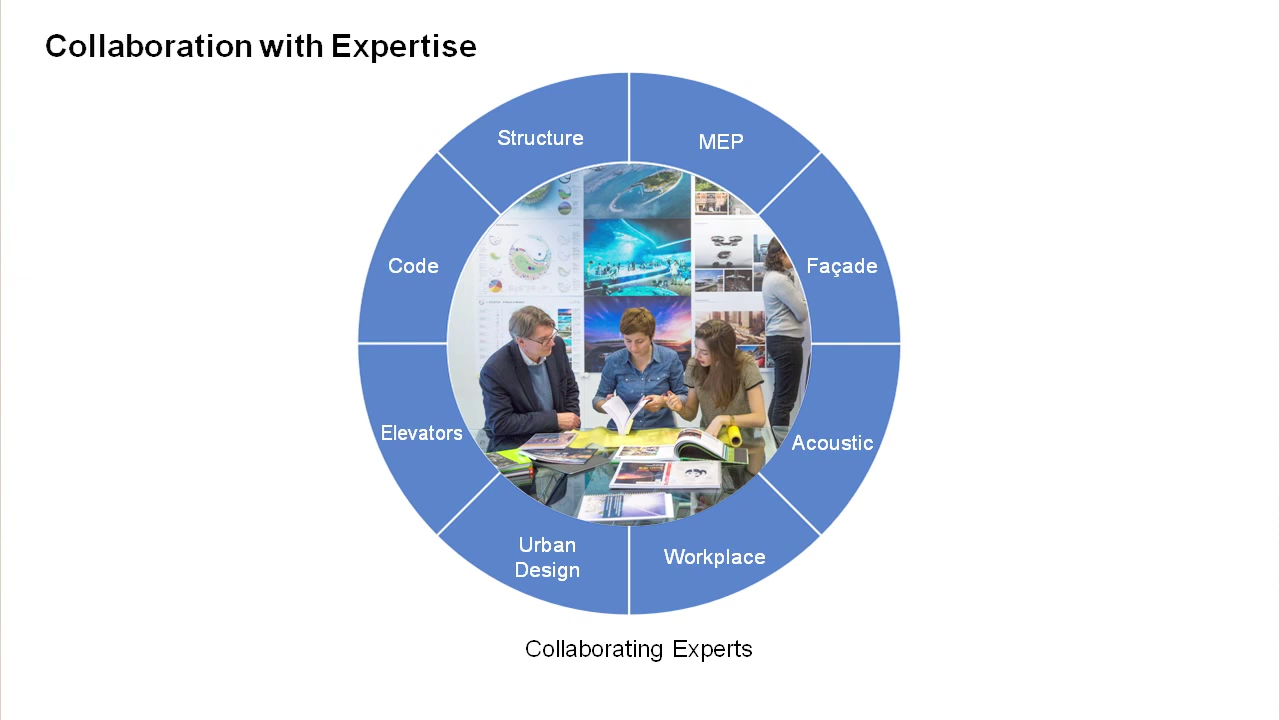 Collaboration with Expertise
Structure
MEP
Code
Façade
Elevators
Acoustic
Urban
Design
Workplace
Collaborating Experts